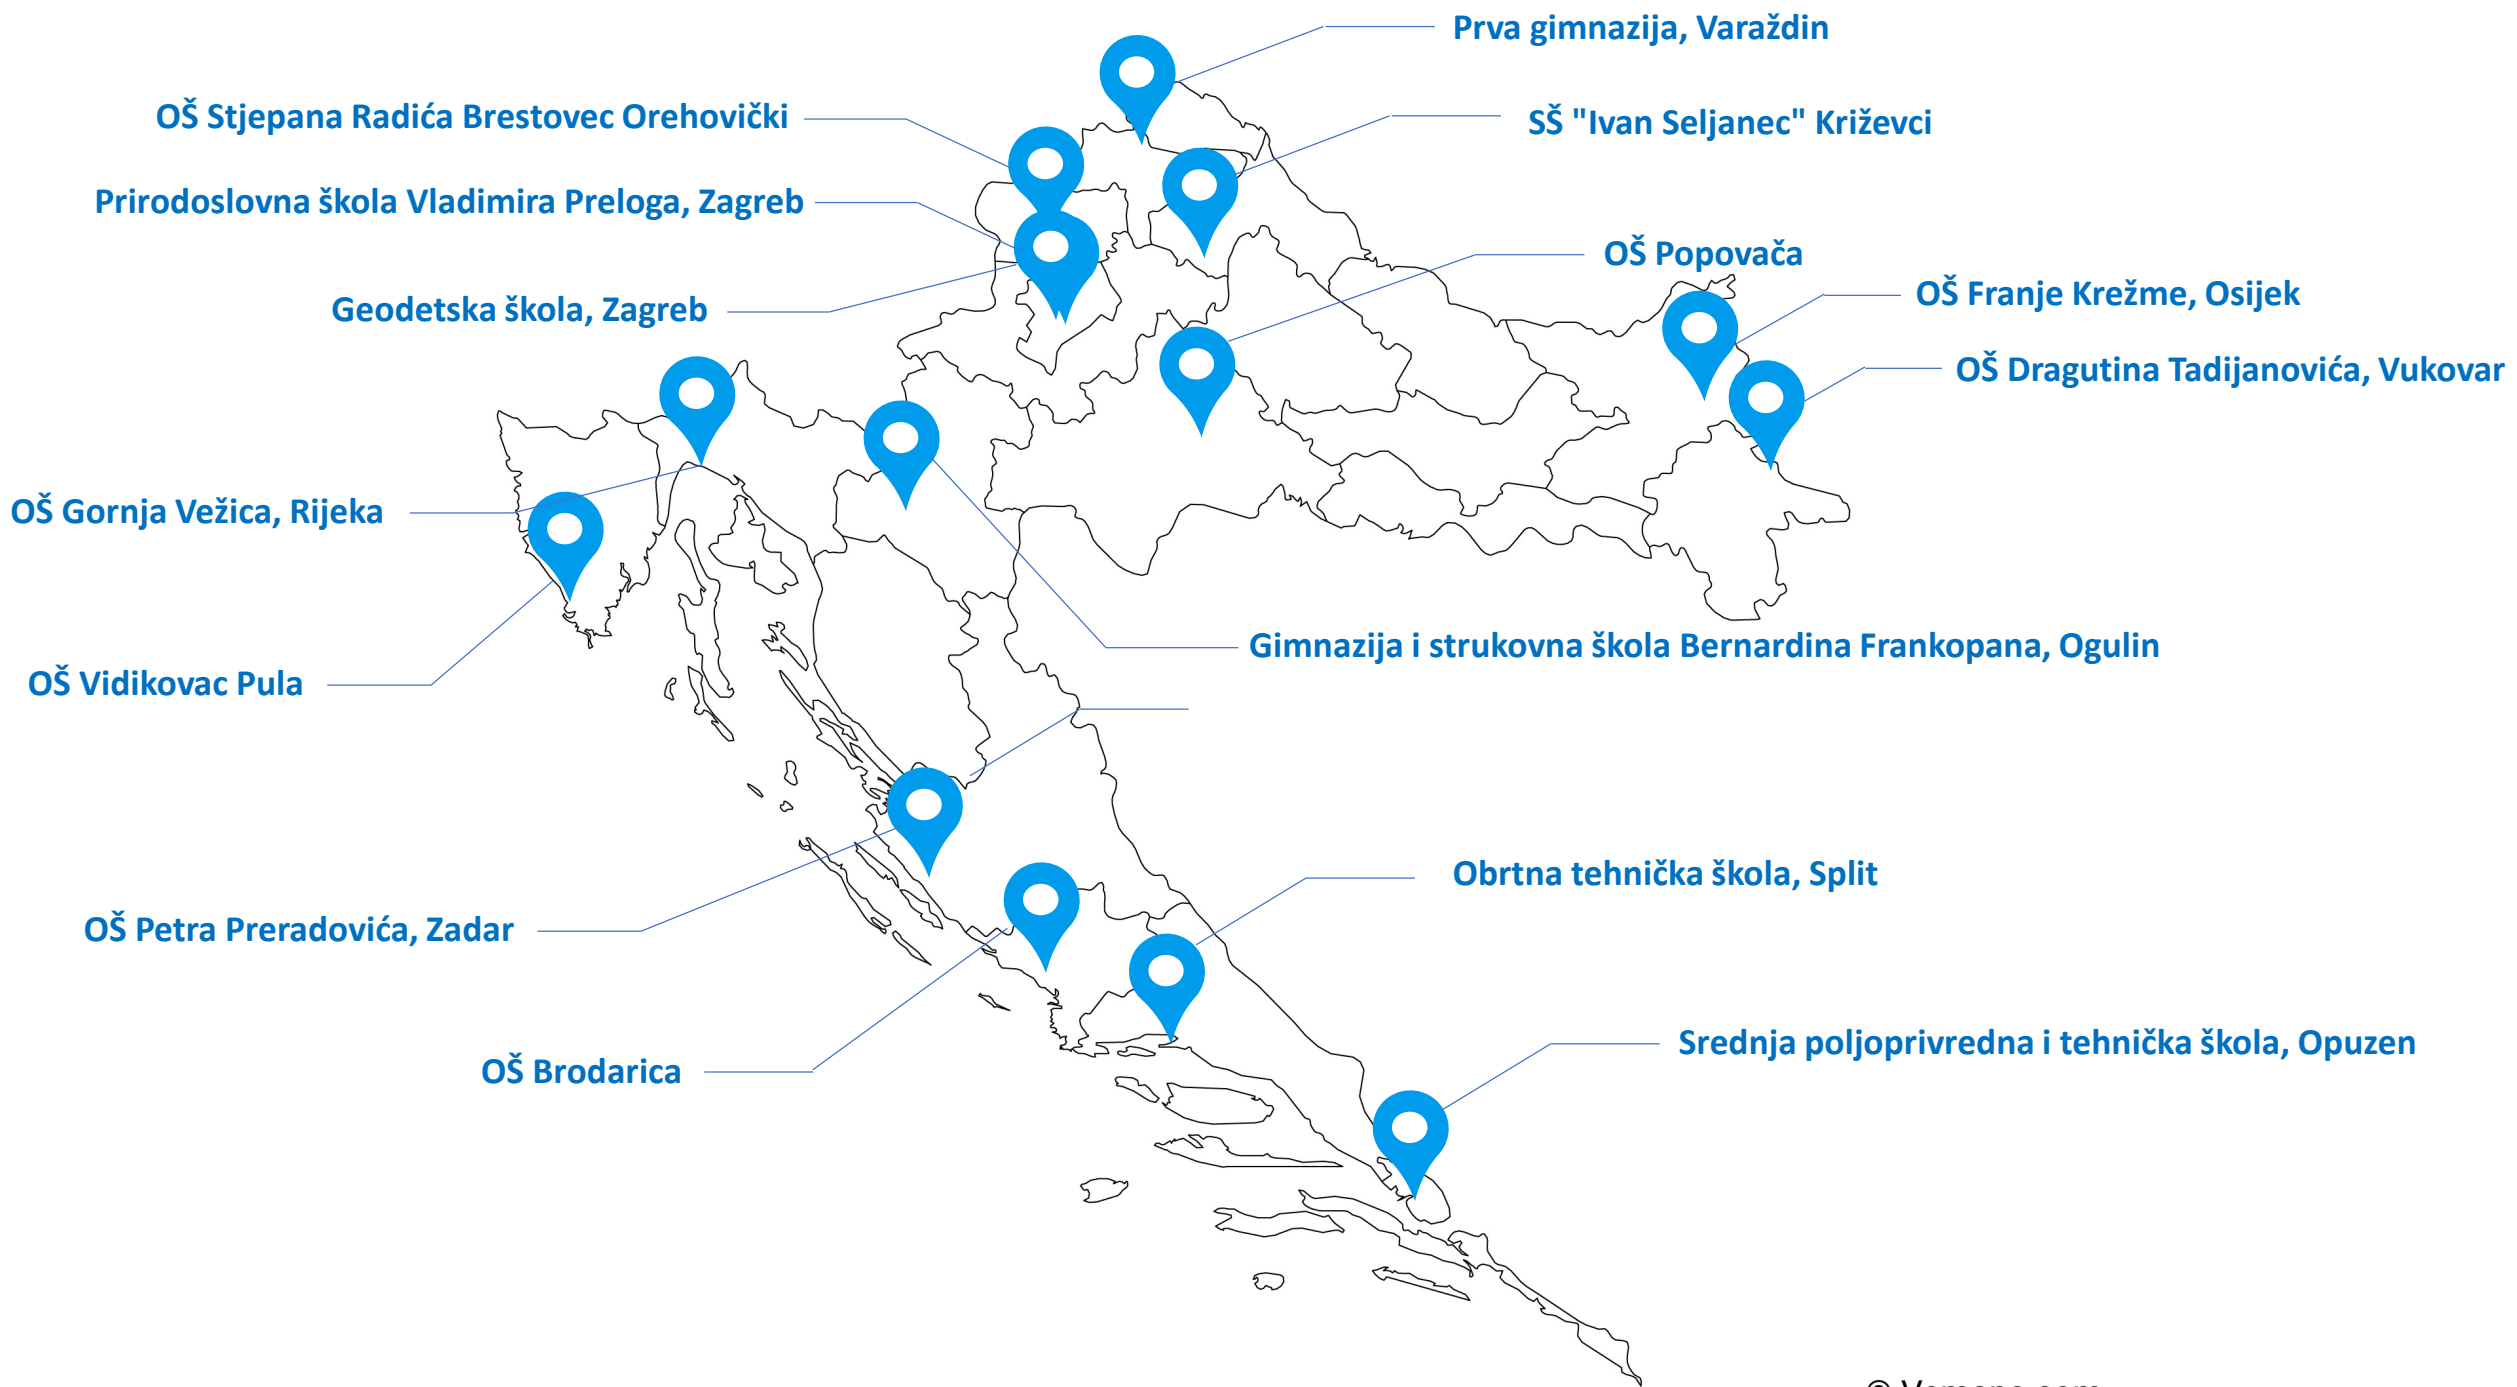 Prva gimnazija, Varaždin
OŠ Stjepana Radića Brestovec Orehovički
SŠ "Ivan Seljanec" Križevci
Prirodoslovna škola Vladimira Preloga, Zagreb
OŠ Popovača
OŠ Franje Krežme, Osijek
Geodetska škola, Zagreb
OŠ Dragutina Tadijanovića, Vukovar
OŠ Gornja Vežica, Rijeka
Gimnazija i strukovna škola Bernardina Frankopana, Ogulin
OŠ Vidikovac Pula
Obrtna tehnička škola, Split
OŠ Petra Preradovića, Zadar
Srednja poljoprivredna i tehnička škola, Opuzen
OŠ Brodarica